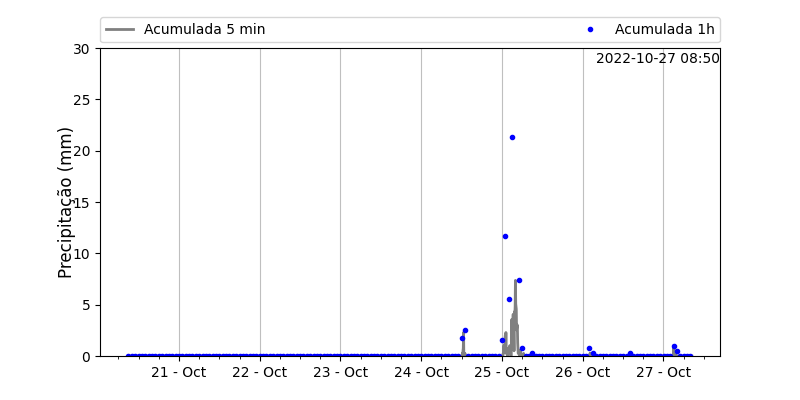 Acumulada 5 min
Acumulada 1h
2022-10-27 08:50
Precipitação (mm)
30
25
20
15
10
5
0
21 - Oct
22 - Oct
23 - Oct
24 - Oct
25 - Oct
26 - Oct
27 - Oct